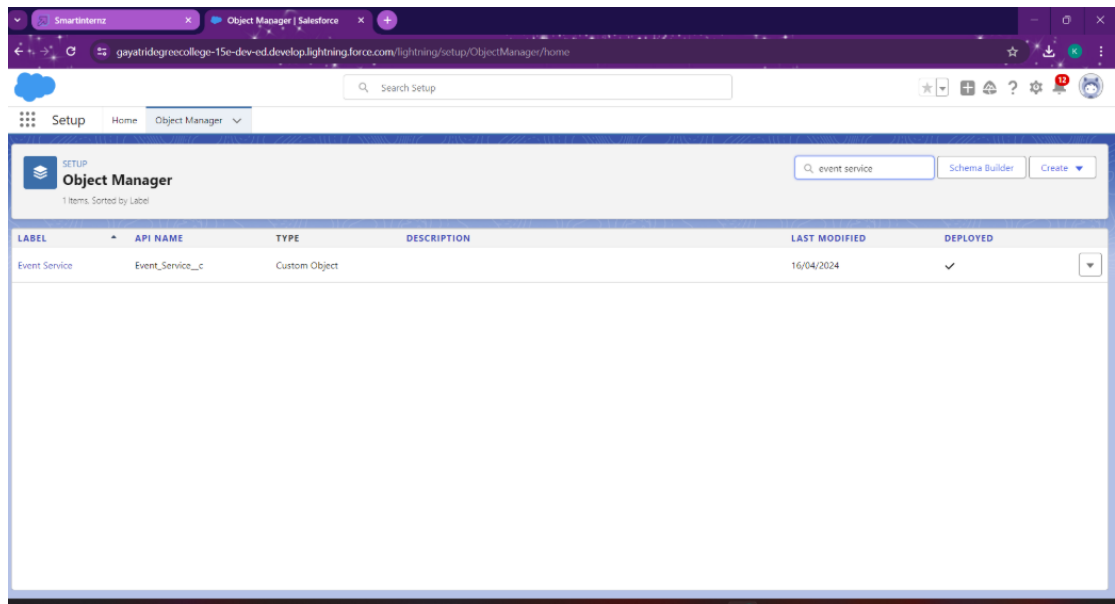 Smartinternz
Object Manager | Salesforce
gayatridegreecollege-15e-dev-ed.develop.lightning.force.com/lightning/setup/ObjectManager/home
K
Search Setup
12
Setup Home Object Manager
SETUP
Object Manager
1 Items, Sorted by Label
event service
Schema Builder
Create
LABEL API NAME TYPE DESCRIPTION LAST MODIFIED DEPLOYED
Event Service Event_Service__c Custom Object 16/04/2024